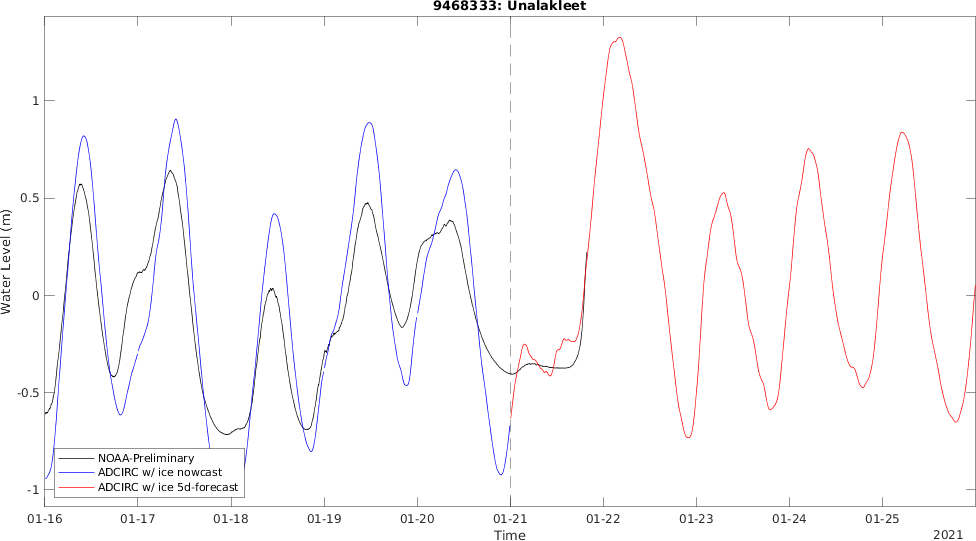 9468333: Unalakleet
Water Level (m)
1
0.5
0
-0.5
-1
NOAA-Preliminary
ADCIRC w/ ice nowcast
ADCIRC w/ ice 5d-forecast
01-16 01-17 01-18 01-19 01-20 01-21 01-22 01-23 01-24 01-25
Time
2021